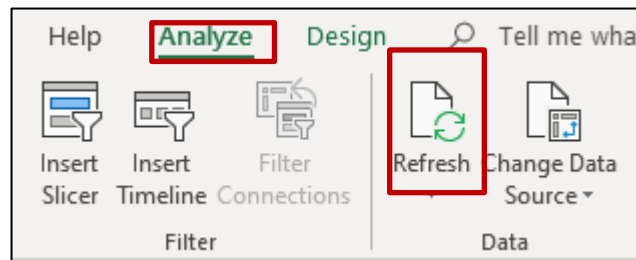 Help Analyze Design Tell me wha
Insert Insert Filter Refresh Change Data
Slicer Timeline Connections Source
Filter Data